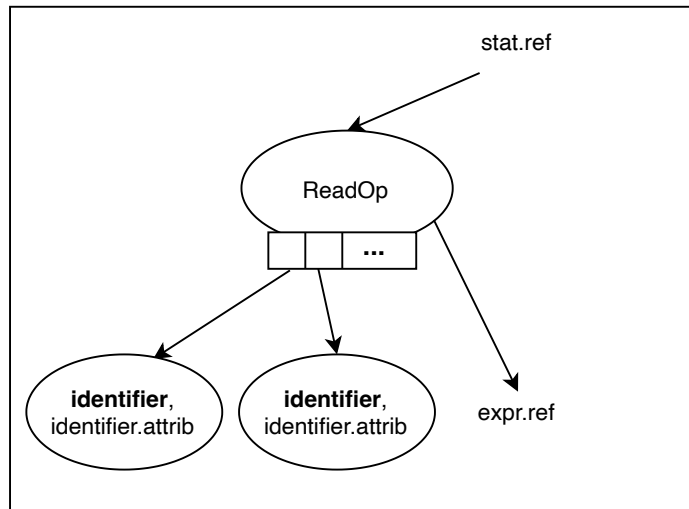 stat.ref
ReadOp
...
identifier,
identifier.attrib
identifier,
identifier.attrib
expr.ref